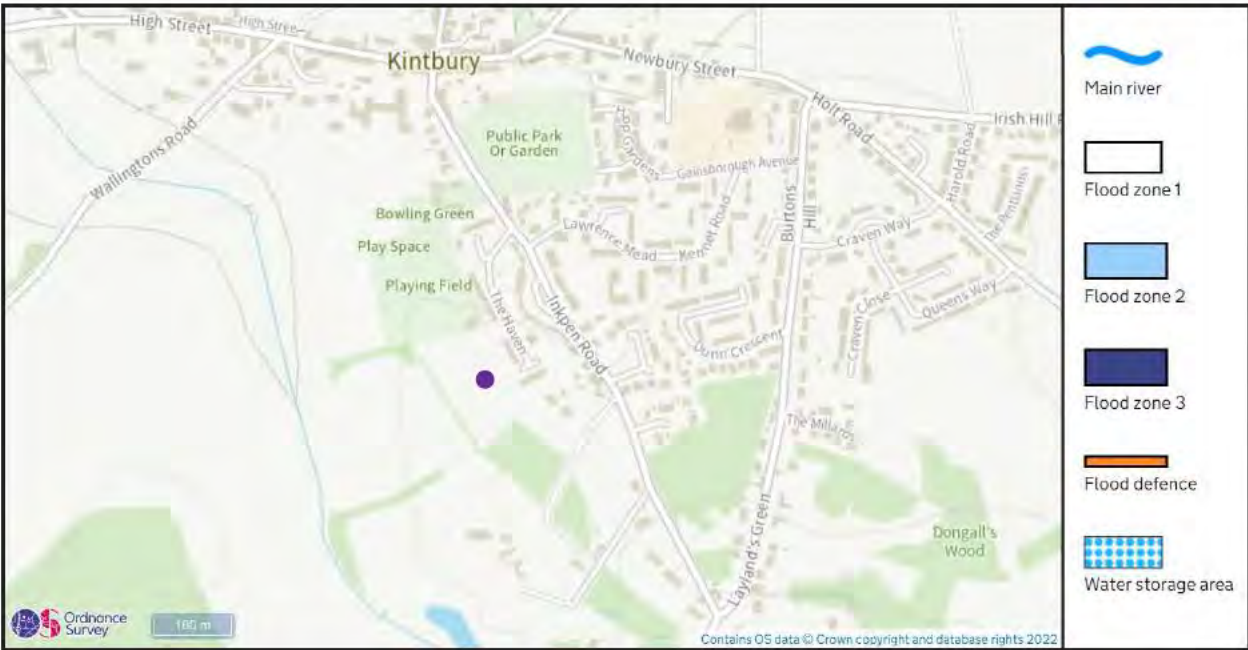 High Street
High Stree
Kintbury
Newbury Street
Wallingtons Road
Public Park
Or Garden
Holt Road
Irish Hill R
Gainsborough Avenue
Harold Road
The Pentlands
Bowling Green
Lawrence Mead
Kennet Road
Burtons
Hill
Craven Way
Play Space
Playing Field
The Haven
Inkpen Road
Dunn Crescent
Craven Close
Queens Way
The Millards
Layland's Green
Dongall's
Wood
Ordnance
Survey
100 m
Contains OS data © Crown copyright and database rights 2022
Main river
Flood zone 1
Flood zone 2
Flood zone 3
Flood defence
Water storage area